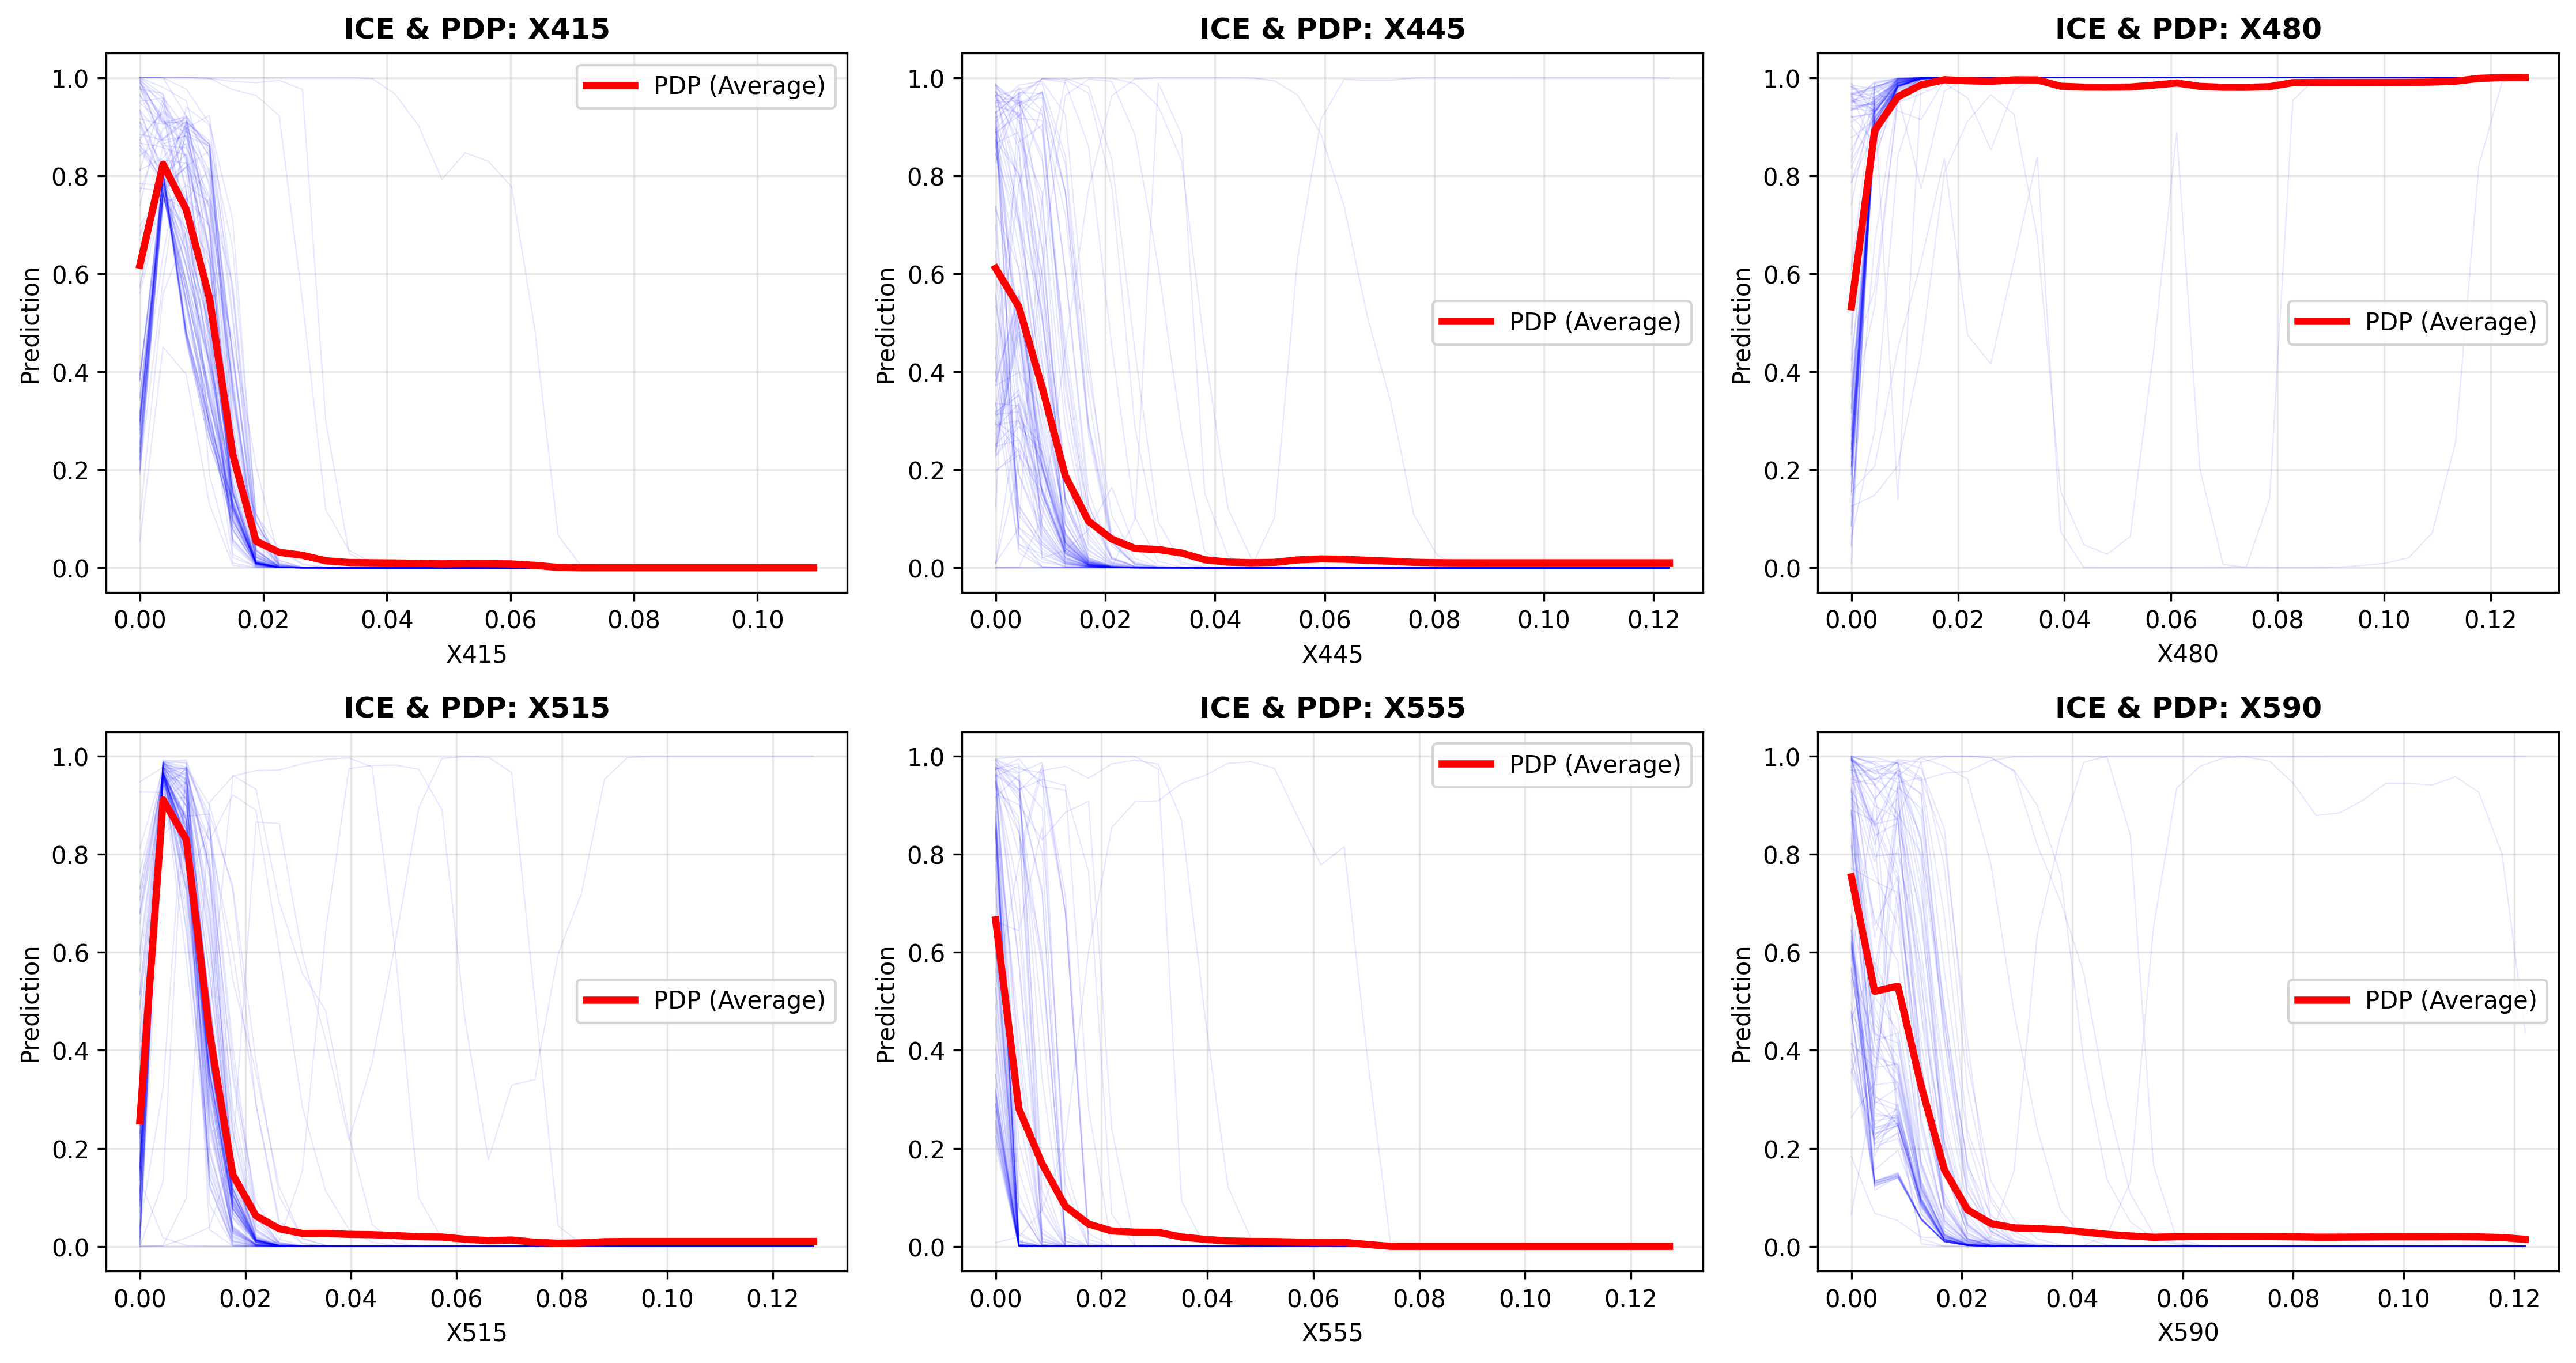 ICE & PDP: X415
1.0
0.8
0.6
0.4
0.2
0.0
Prediction
PDP (Average)
0.00 0.02 0.04 0.06 0.08 0.10
X415
ICE & PDP: X445
1.0
0.8
0.6
0.4
0.2
0.0
Prediction
PDP (Average)
0.00 0.02 0.04 0.06 0.08 0.10 0.12
X445
ICE & PDP: X480
1.0
0.8
0.6
0.4
0.2
0.0
Prediction
PDP (Average)
0.00 0.02 0.04 0.06 0.08 0.10 0.12
X480
ICE & PDP: X515
1.0
0.8
0.6
0.4
0.2
0.0
Prediction
PDP (Average)
0.00 0.02 0.04 0.06 0.08 0.10 0.12
X515
ICE & PDP: X555
1.0
0.8
0.6
0.4
0.2
0.0
Prediction
PDP (Average)
0.00 0.02 0.04 0.06 0.08 0.10 0.12
X555
ICE & PDP: X590
1.0
0.8
0.6
0.4
0.2
0.0
Prediction
PDP (Average)
0.00 0.02 0.04 0.06 0.08 0.10 0.12
X590